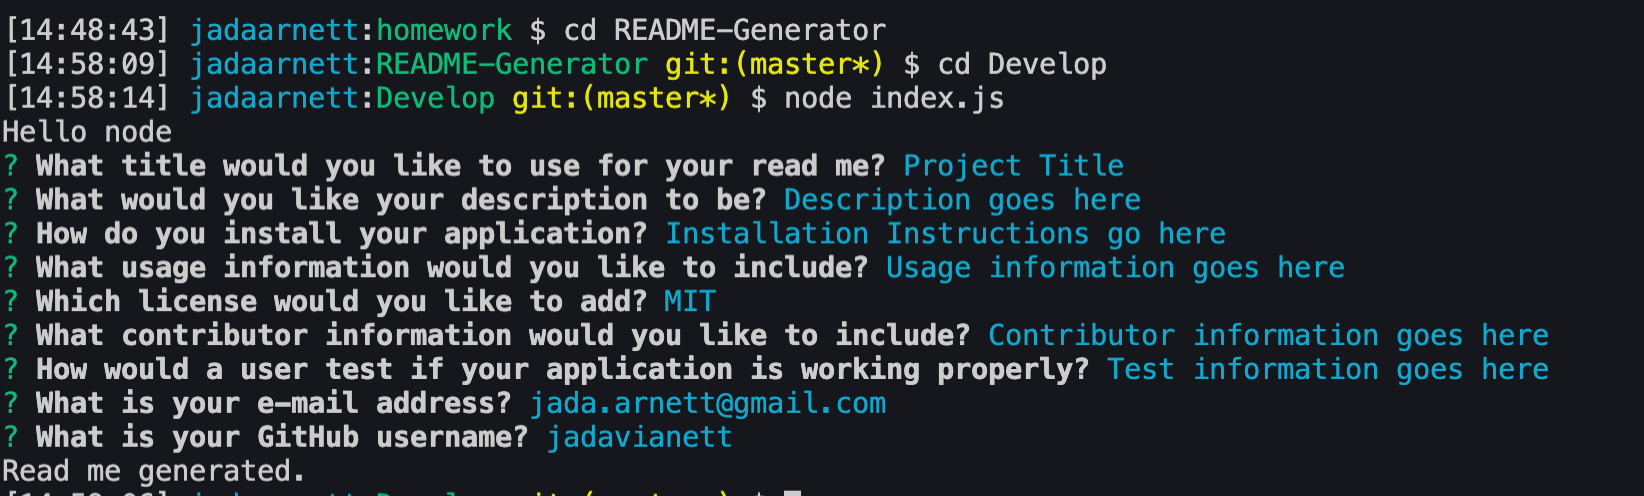 [14:48:43] jadaarnett:homework $ cd README-Generator
[14:58:09] jadaarnett:README-Generator git:(master*) $ cd Develop
[14:58:14] jadaarnett:Develop git:(master*) $ node index.js
Hello node
? What title would you like to use for your read me? Project Title
? What would you like your description to be? Description goes here
? How do you install your application? Installation Instructions go here
? What usage information would you like to include? Usage information goes here
? Which license would you like to add? MIT
? What contributor information would you like to include? Contributor information goes here
? How would a user test if your application is working properly? Test information goes here
? What is your e-mail address? jada.arnett@gmail.com
? What is your GitHub username? jadavianett
Read me generated.
jadaarnett:Develop git:(master*) $